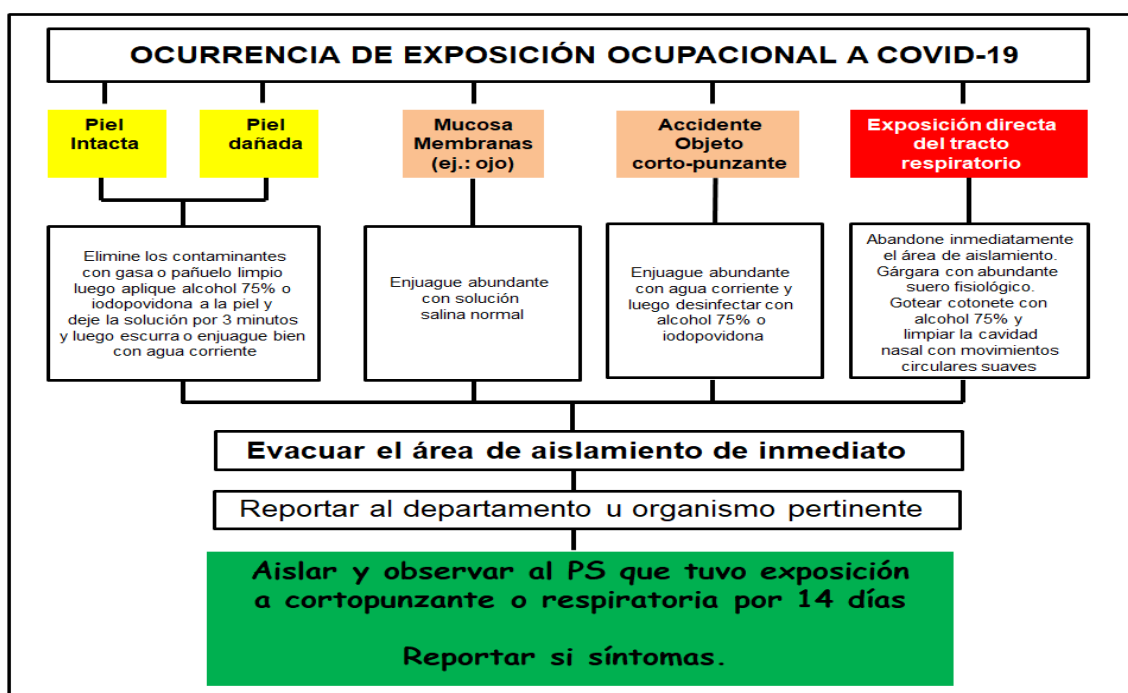 OCURRENCIA DE EXPOSICIÓN OCUPACIONAL A COVID-19
Piel
Intacta
Piel
dañada
Mucosa
Membranas
(ej.: ojo)
Accidente
Objeto
corto-punzante
Exposición directa
del tracto
respiratorio
Elimine los contaminantes
con gasa o pañuelo limpio
luego aplique alcohol 75% o
iodopovidona a la piel y
deje la solución por 3 minutos
y luego escurra o enjuague bien
con agua corriente
Enjuague abundante
con solución
salina normal
Enjuague abundante
con agua corriente y
luego desinfectar con
alcohol 75% o
iodopovidona
Abandone inmediatamente
el área de aislamiento.
Gárgara con abundante
suero fisiológico.
Gotear cotonete con
alcohol 75% y
limpiar la cavidad
nasal con movimientos
circulares suaves
Evacuar el área de aislamiento de inmediato
Reportar al departamento u organismo pertinente
Aislar y observar al PS que tuvo exposición
a cortopunzante o respiratoria por 14 días
Reportar si síntomas.